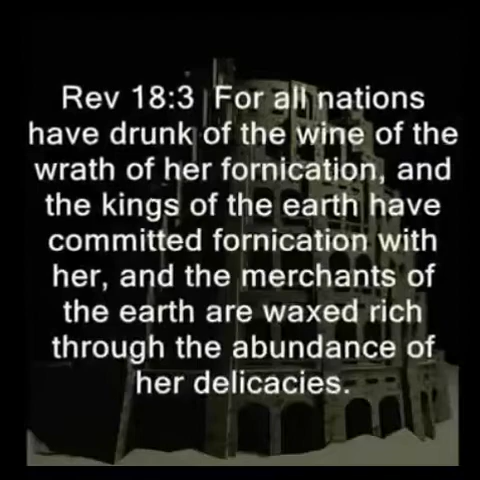 Rev 18:3 For all nations
have drunk of the wine of the
wrath of her fornication, and
the kings of the earth have
committed fornication with
her, and the merchants of
the earth are waxed rich
through the abundance of
her delicacies.